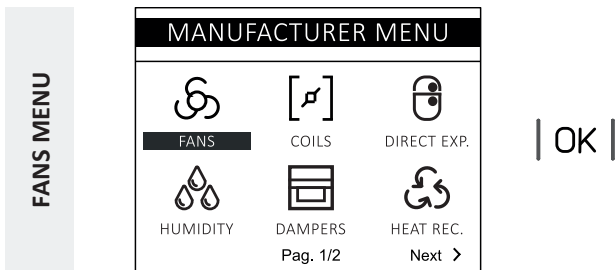 FANS MENU
MANUFACTURER MENU
FANS COILS DIRECT EXP.
HUMIDITY DAMPERS HEAT REC.
Pag. 1/2 Next >
OK